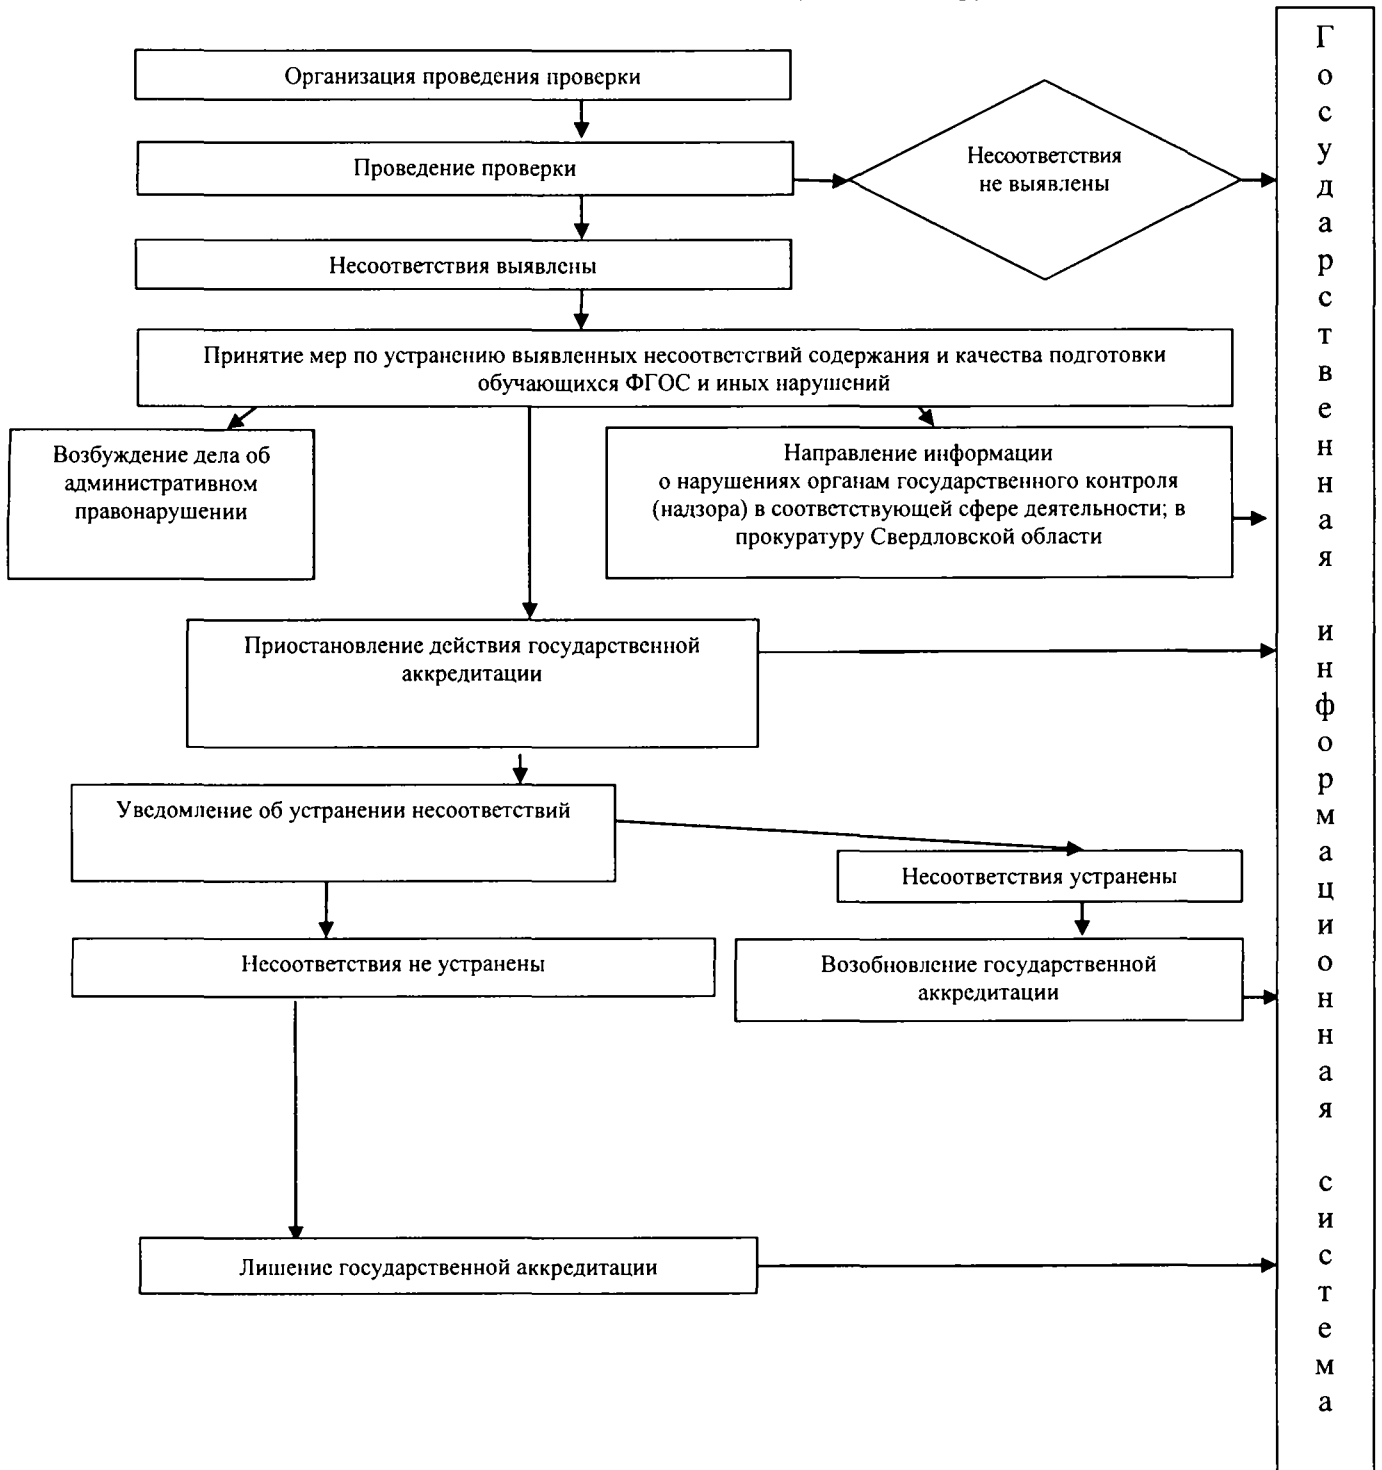 Организация проведения проверки
Проведение проверки
Несоответствия
не выявлены
Несоответствия выявлены
Принятие мер по устранению выявленных несоответствий содержания и качества подготовки
обучающихся ФГОС и иных нарушений
Возбуждение дела об
административном
правонарушении
Направление информации
о нарушениях органам государственного контроля
(надзора) в соответствующей сфере деятельности; в
прокуратуру Свердловской области
Приостановление действия государственной
аккредитации
Уведомление об устранении несоответствий
Несоответствия устранены
Несоответствия не устранены
Возобновление государственной
аккредитации
Лишение государственной аккредитации
Государственная информационная система